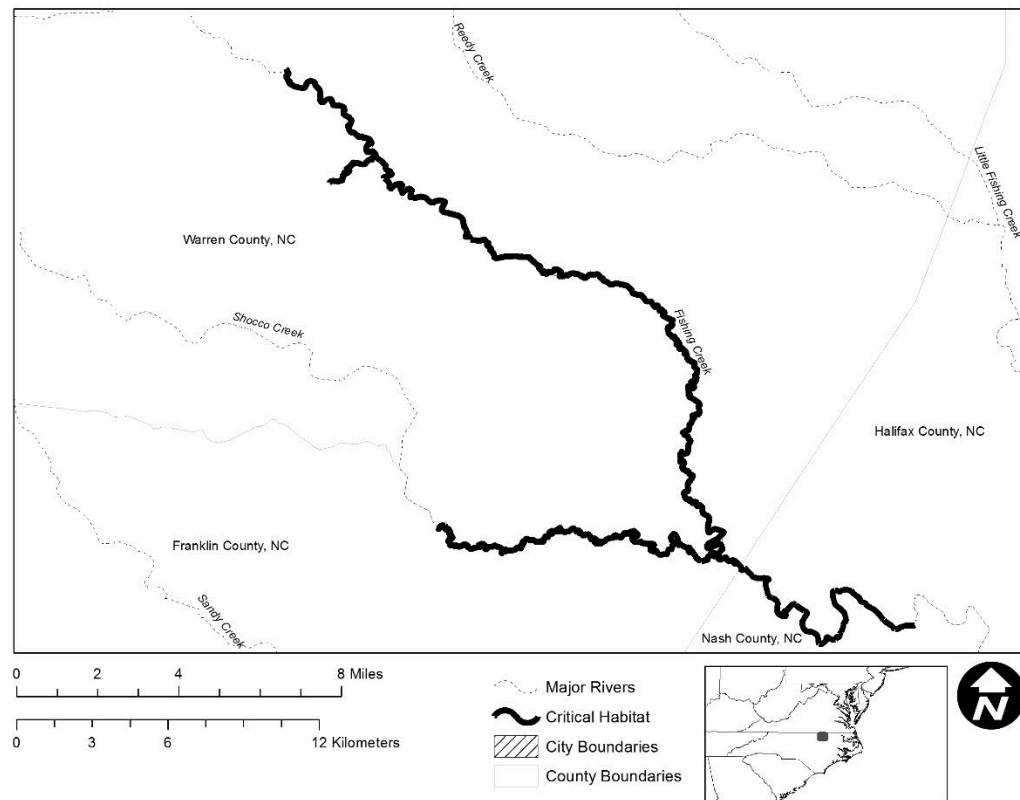 Reedy Creek
Little Fishing Creek
Warren County, NC
Shocco Creek
Fishing Creek
Halifax County, NC
Franklin County, NC
Sandy Creek
Nash County, NC
0 2 4 8 Miles
0 3 6 12 Kilometers
Major Rivers
Critical Habitat
City Boundaries
County Boundaries
N